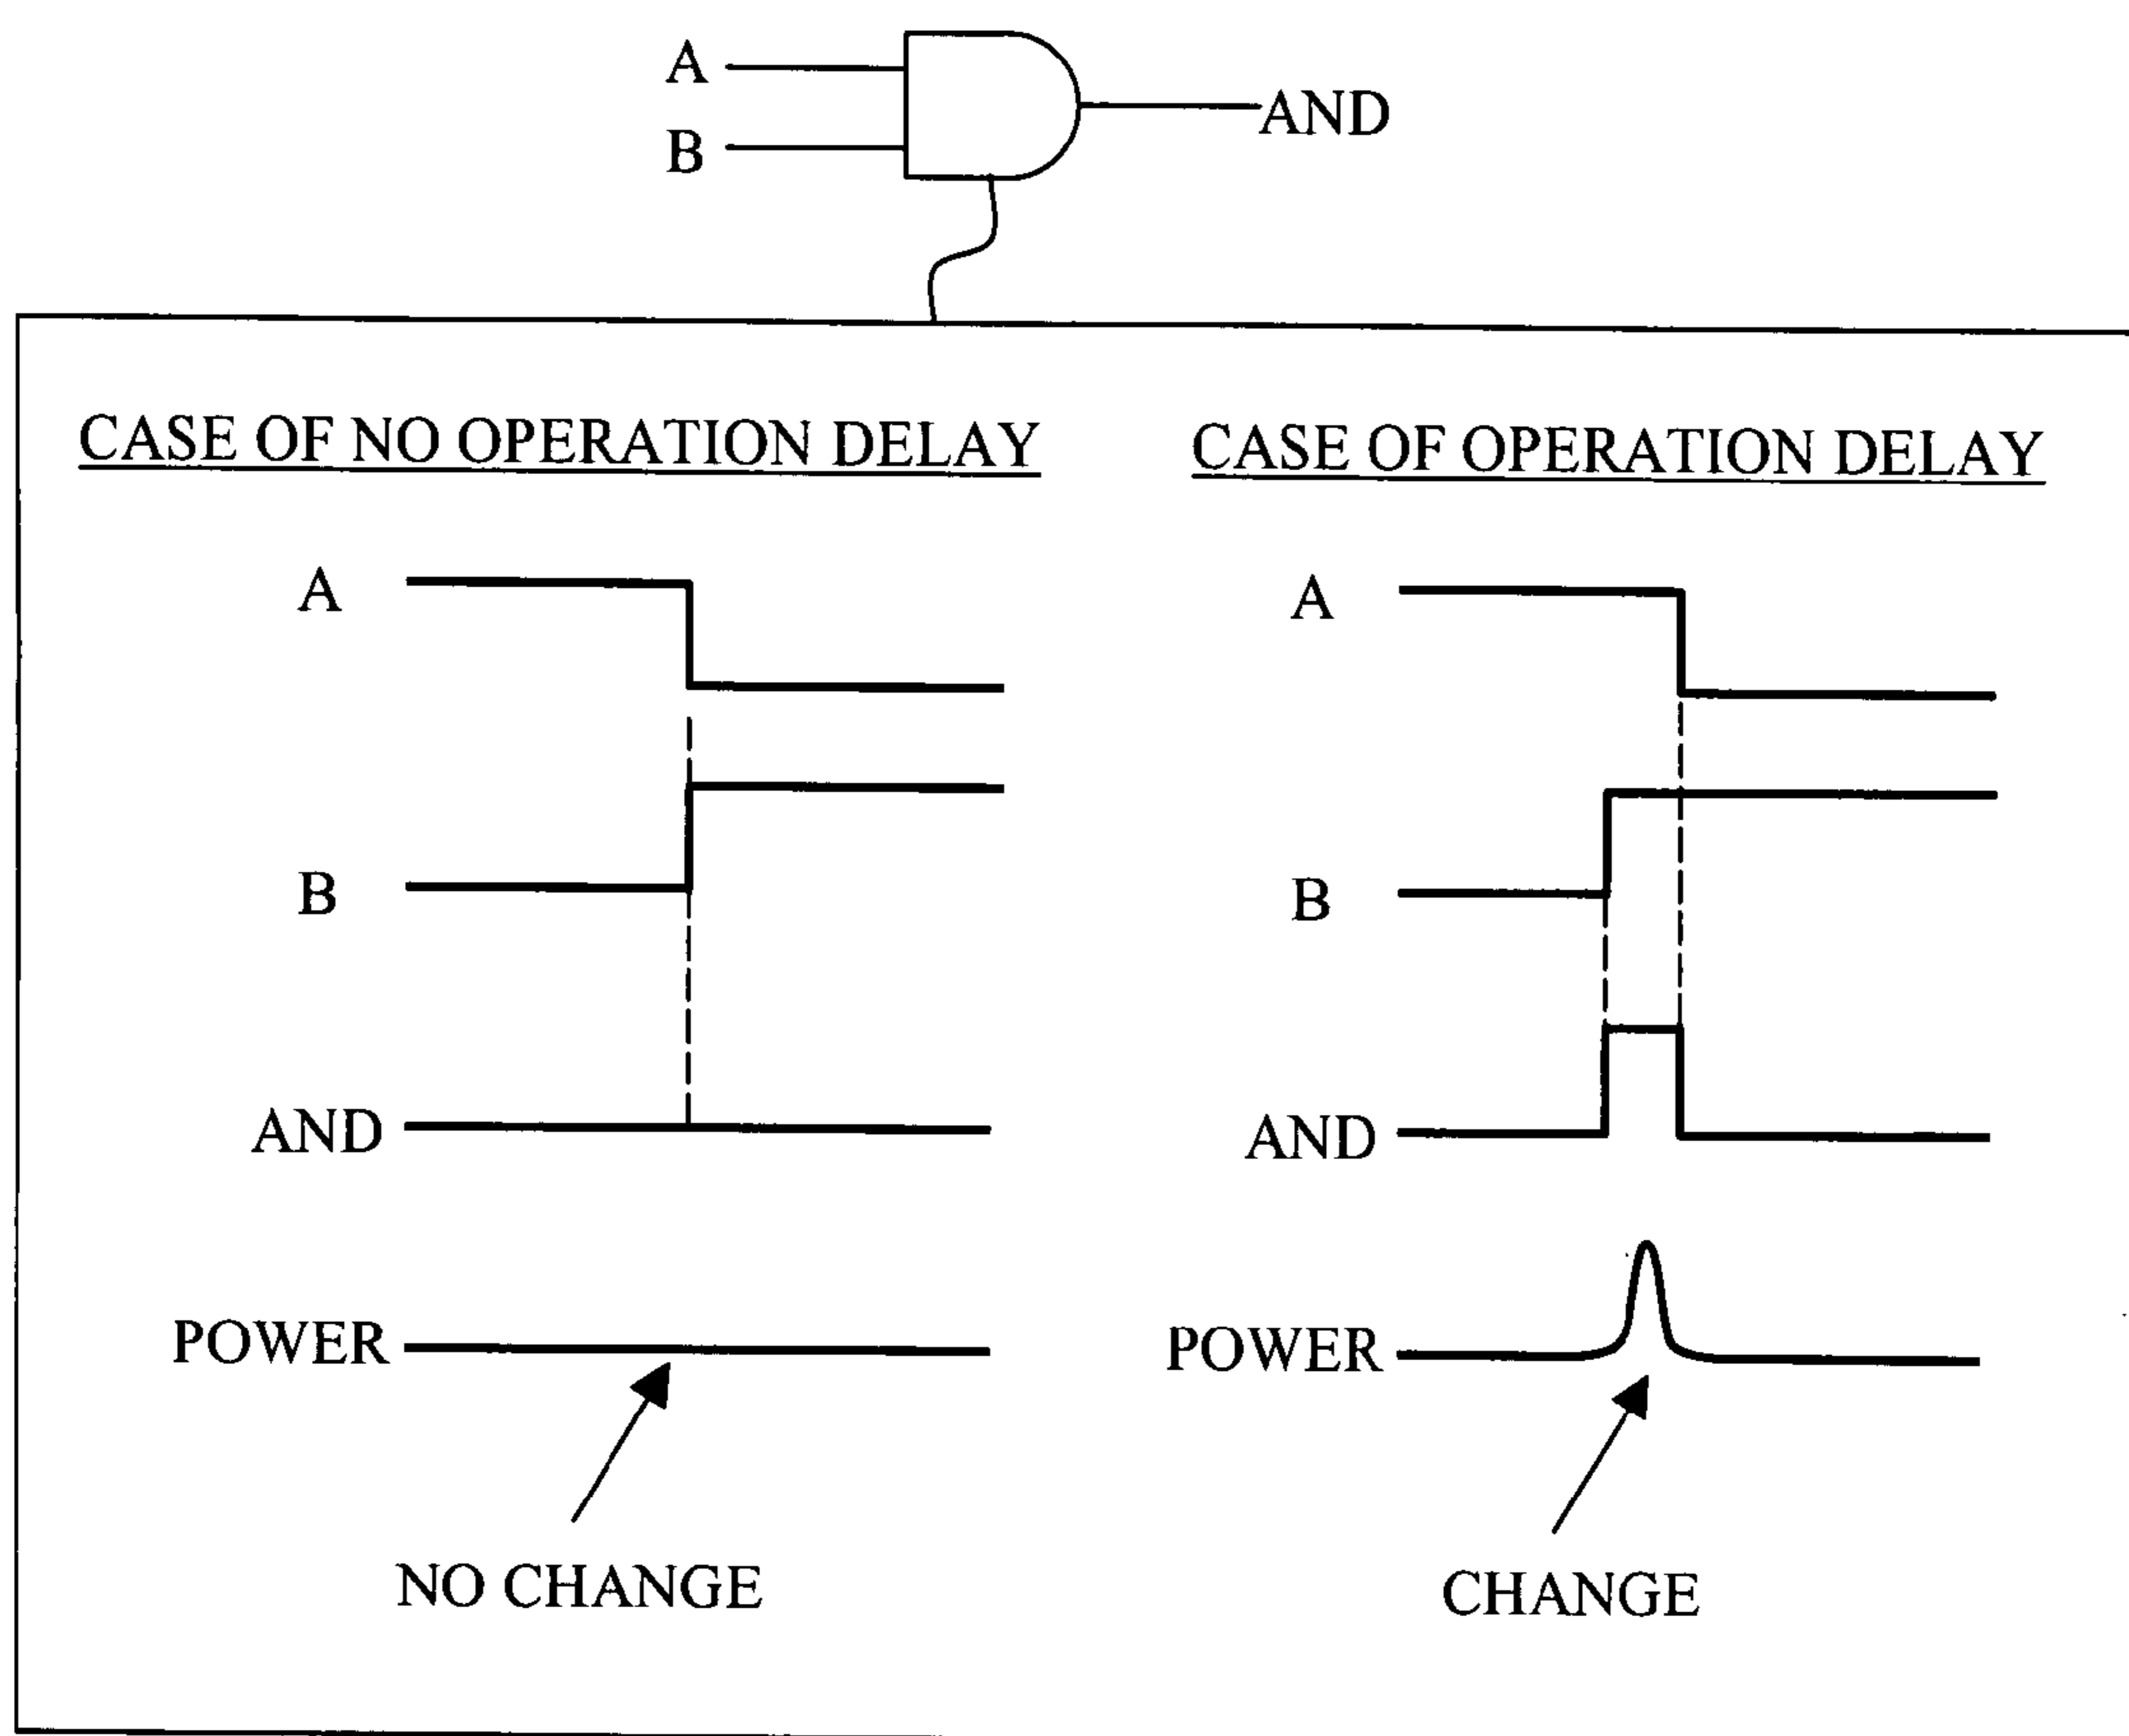 A
AND
B
CASE OF NO OPERATION DELAY
CASE OF OPERATION DELAY
A
A
B
B
AND
AND
POWER
POWER
NO CHANGE
CHANGE